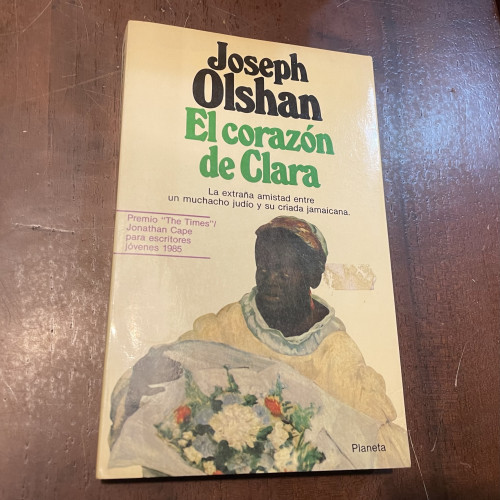 Joseph
Olshan
El corazón
de Clara
La extraña amistad entre
un muchacho judío y su criada jamaicana.
Premio "The Times"/
Jonathan Cape
para escritores
jóvenes 1985
Planeta